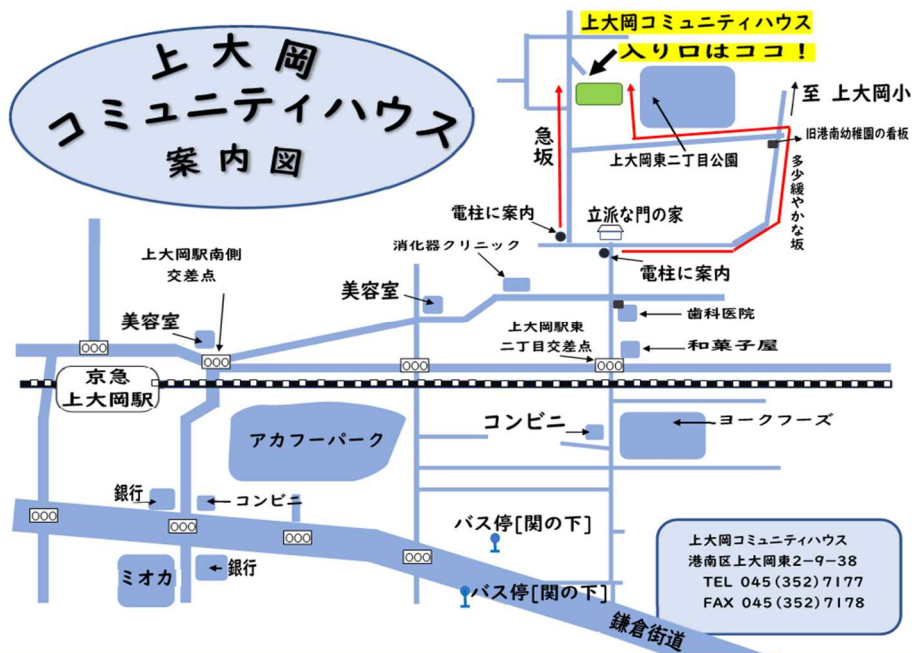 上大岡
コミュニティハウス
案内図
上大岡コミュニティハウス
入り口はココ！
至 上大岡小
旧港南幼稚園の看板
急坂
上大岡東二丁目公園
多少緩やかな坂
電柱に案内
立派な門の家
電柱に案内
消化器クリニック
上大岡駅南側
交差点
美容室
美容室
歯科医院
上大岡駅東
二丁目交差点
和菓子屋
京急
上大岡駅
アカフーパーク
コンビニ
ヨークフーズ
銀行
コンビニ
バス停[関の下]
銀行
ミオカ
バス停[関の下]
鎌倉街道
上大岡コミュニティハウス
港南区上大岡東2−9−38
TEL 045(352)7177
FAX 045(352)7178